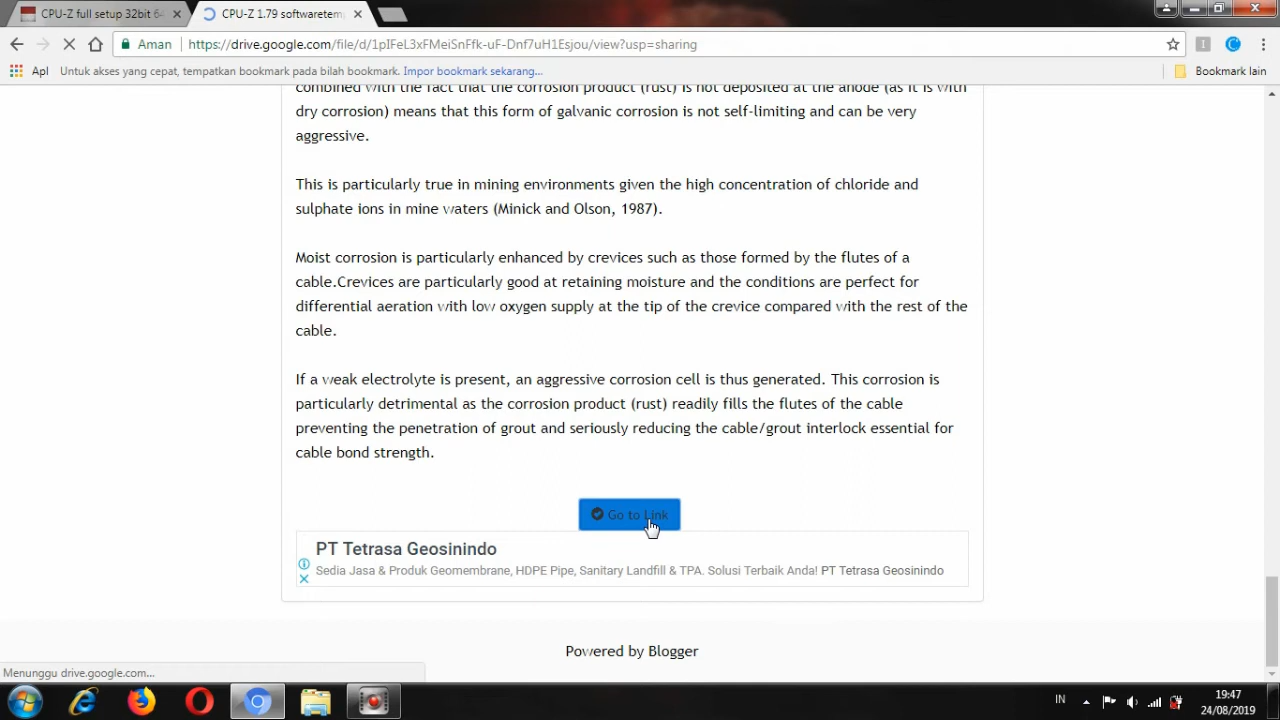 CPU-Z full setup 32bit 64
CPU-Z 1.79 softwaretem
Aman
https://drive.google.com/file/d/1pIFeL3xFMeiSnFfk-uF-Dnf7uH1Esjou/view?usp=sharing
Apl
Untuk akses yang cepat, tempatkan bookmark pada bilah bookmark. Impor bookmark sekarang...
Bookmark lain
combined with the fact that the corrosion product (rust) is not deposited at the anode (as it is with
dry corrosion) means that this form of galvanic corrosion is not self-limiting and can be very
aggressive.
This is particularly true in mining environments given the high concentration of chloride and
sulphate ions in mine waters (Minick and Olson, 1987).
Moist corrosion is particularly enhanced by crevices such as those formed by the flutes of a
cable.Crevices are particularly good at retaining moisture and the conditions are perfect for
differential aeration with low oxygen supply at the tip of the crevice compared with the rest of the
cable.
If a weak electrolyte is present, an aggressive corrosion cell is thus generated. This corrosion is
particularly detrimental as the corrosion product (rust) readily fills the flutes of the cable
preventing the penetration of grout and seriously reducing the cable/grout interlock essential for
cable bond strength.
Go to Link
PT Tetrasa Geosinindo
Sedia Jasa & Produk Geomembrane, HDPE Pipe, Sanitary Landfill & TPA. Solusi Terbaik Anda! PT Tetrasa Geosinindo
Powered by Blogger
Menunggu drive.google.com...
IN
19:47
24/08/2019